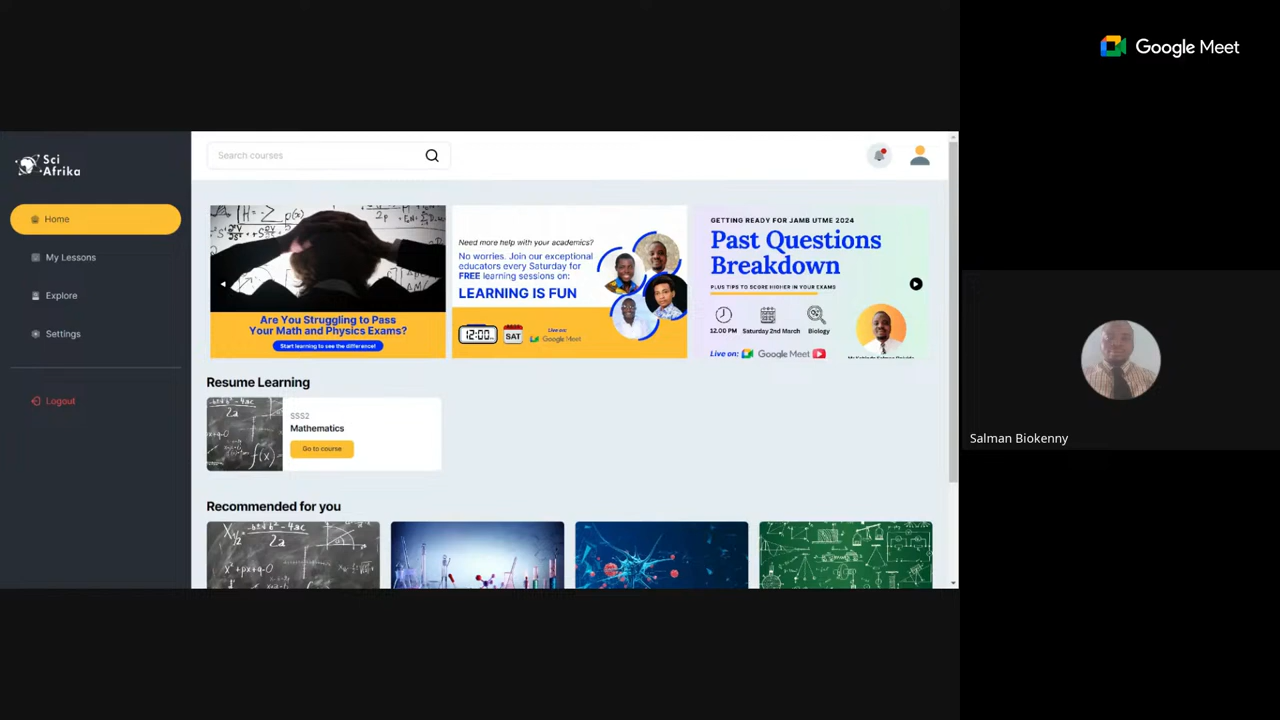 Google Meet
Sci
Afrika
Search courses
Home
My Lessons
Explore
Settings
Logout
Are You Struggling to Pass
Your Math and Physics Exams?
Start learning to see the difference!
Need more help with your academics?
No worries. Join our exceptional
educators every Saturday for
FREE learning sessions on:
LEARNING IS FUN
12:00
SAT
Live on:
Google Meet
GETTING READY FOR JAMB UTME 2024
Past Questions
Breakdown
PLUS TIPS TO SCORE HIGHER IN YOUR EXAMS
12.00 PM Saturday 2nd March Biology
Live on: Google Meet
Resume Learning
SSS2
Mathematics
Go to course
Recommended for you
Salman Biokenny